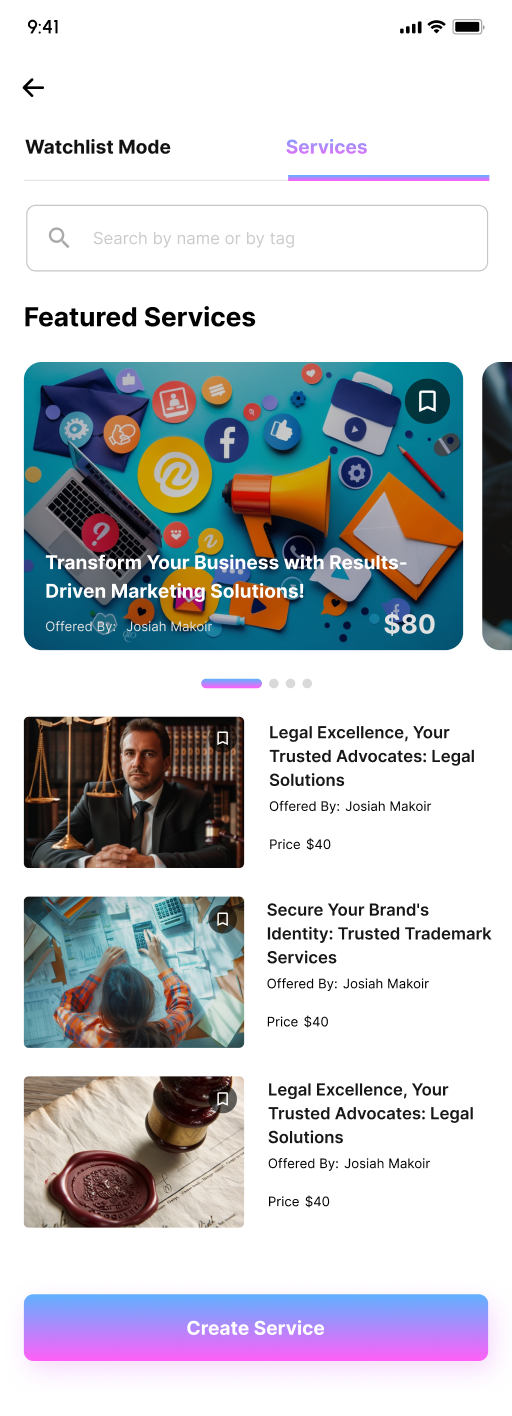 9:41
Watchlist Mode
Services
Search by name or by tag
Featured Services
Transform Your Business with Results-
Driven Marketing Solutions!
Offered By: Josiah Makoir
$80
Legal Excellence, Your
Trusted Advocates: Legal
Solutions
Offered By: Josiah Makoir
Price $40
Secure Your Brand's
Identity: Trusted Trademark
Services
Offered By: Josiah Makoir
Price $40
Legal Excellence, Your
Trusted Advocates: Legal
Solutions
Offered By: Josiah Makoir
Price $40
Create Service